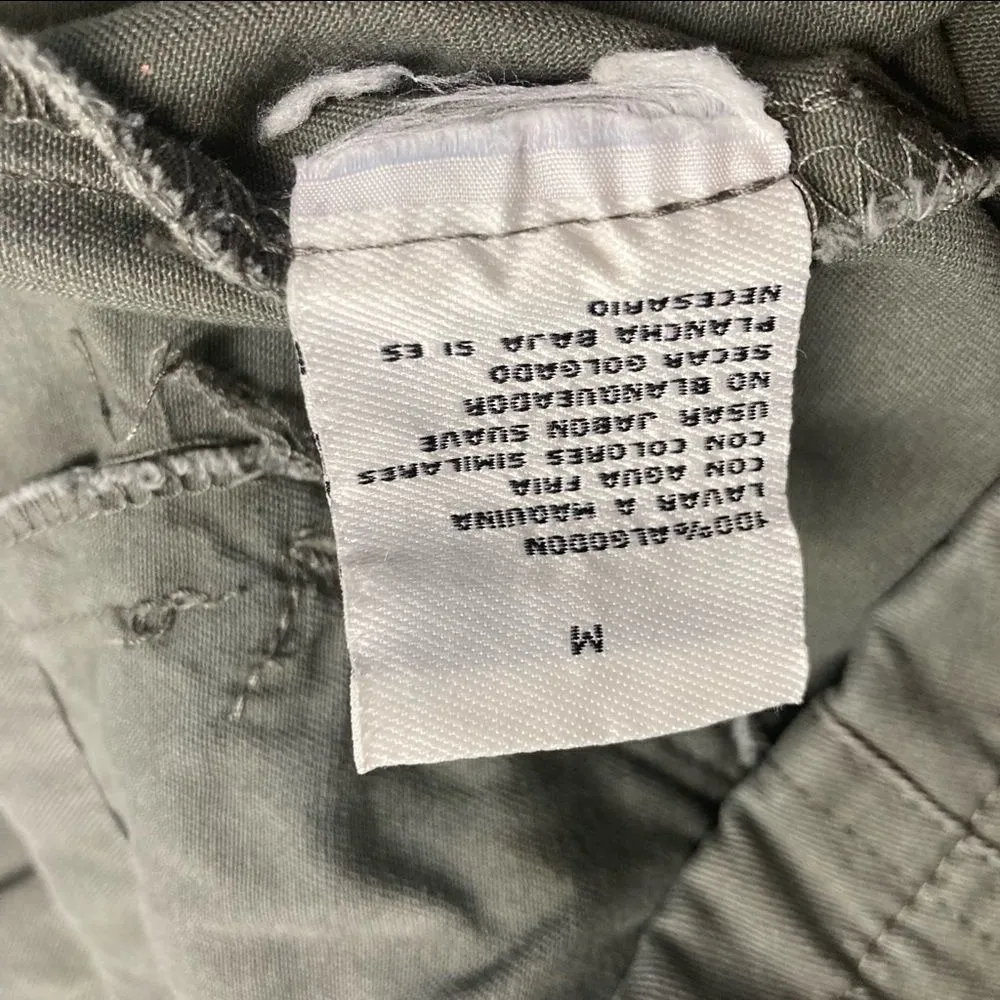 M
100%ALGODON
LAVAR A MAQUINA
CON AGUA FRIA
CON COLORES SIMILARES
USAR JABON SUAVE
NO BLANQUEADOR
SECAR GOLGADO
PLANCHA BAJA SI ES
NECESARIO